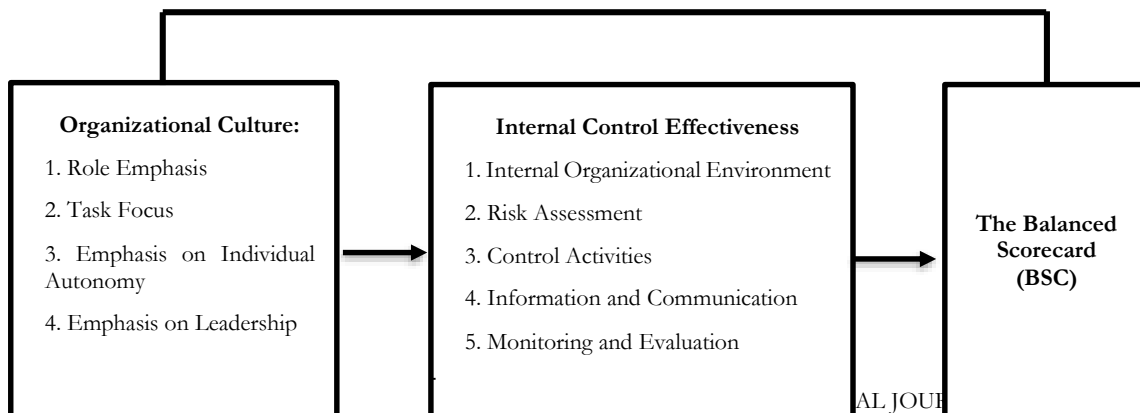 Organizational Culture:
1. Role Emphasis
2. Task Focus
3. Emphasis on Individual
Autonomy
4. Emphasis on Leadership
Internal Control Effectiveness
1. Internal Organizational Environment
2. Risk Assessment
3. Control Activities
4. Information and Communication
5. Monitoring and Evaluation
The Balanced
Scorecard
(BSC)
AL